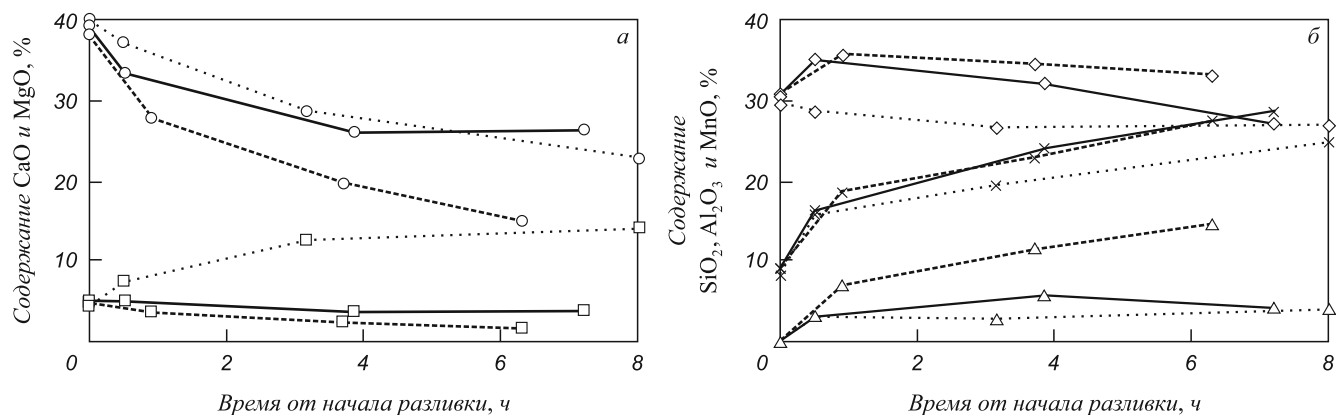 Содержание CaO и MgO, %
40
30
20
10
0
2
4
6
8
а
Время от начала разливки, ч
Содержание
SiO₂, Al₂O₃ и MnO, %
40
30
20
10
0
2
4
6
8
б
Время от начала разливки, ч